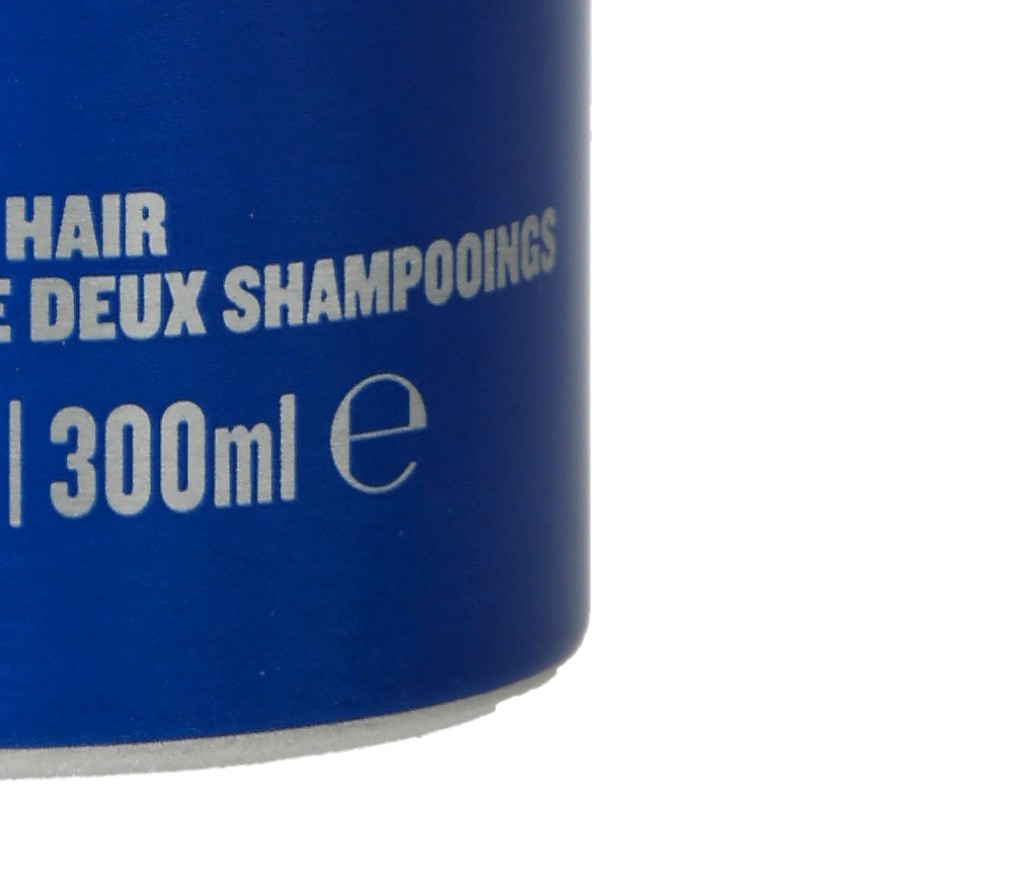 HAIR
E DEUX SHAMPOOINGS
| 300ml ℮